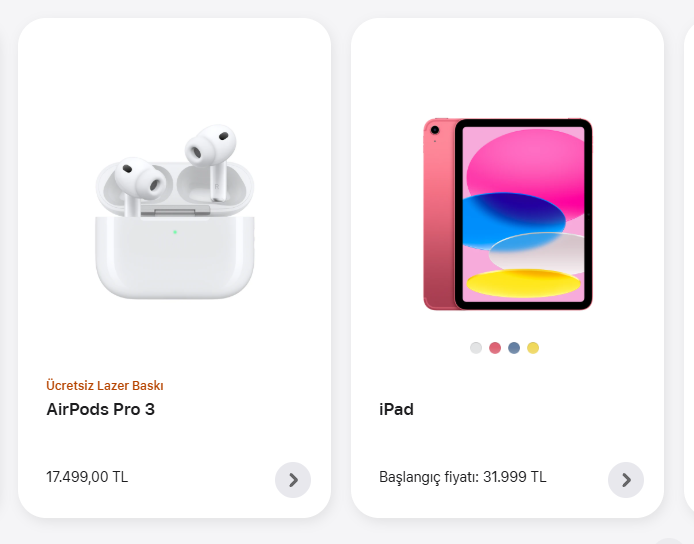 Ücretsiz Lazer Baskı
AirPods Pro 3
17.499,00 TL
iPad
Başlangıç fiyatı: 31.999 TL